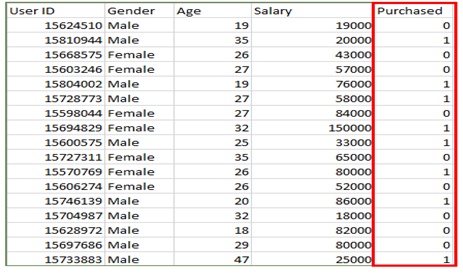 User ID Gender Age Salary Purchased
15624510 Male 19 19000 0
15810944 Male 35 20000 1
15668575 Female 26 43000 0
15603246 Female 27 57000 0
15804002 Male 19 76000 1
15728773 Male 27 58000 1
15598044 Female 27 84000 0
15694829 Female 32 150000 1
15600575 Male 25 33000 1
15727311 Female 35 65000 0
15570769 Female 26 80000 1
15606274 Female 26 52000 0
15746139 Male 20 86000 1
15704987 Male 32 18000 0
15628972 Male 18 82000 0
15697686 Male 29 80000 0
15733883 Male 47 25000 1